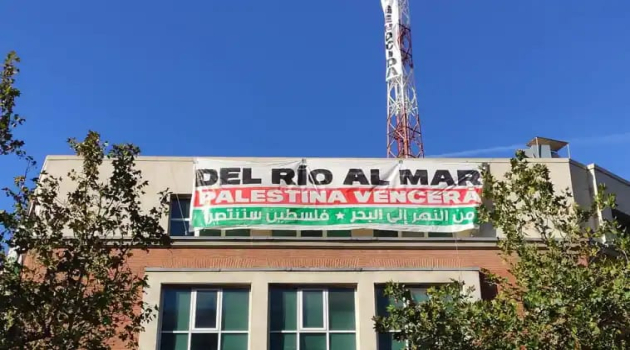 DEL RÍO AL MAR
PALESTINA VENCERÁ
من النهر إلى البحر ★ فلسطين ستنتصر